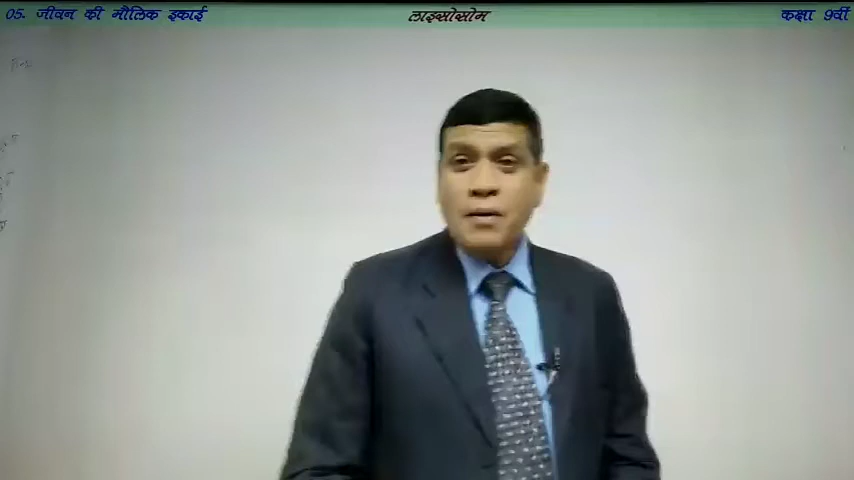 05. जीवन की मौलिक इकाई
लाइसोसोम
कक्षा 9वीं